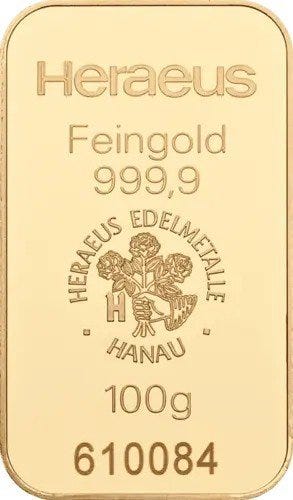 Heraeus
Feingold
999,9
HERAEUS EDELMETALLE
H
· HANAU ·
100g
610084